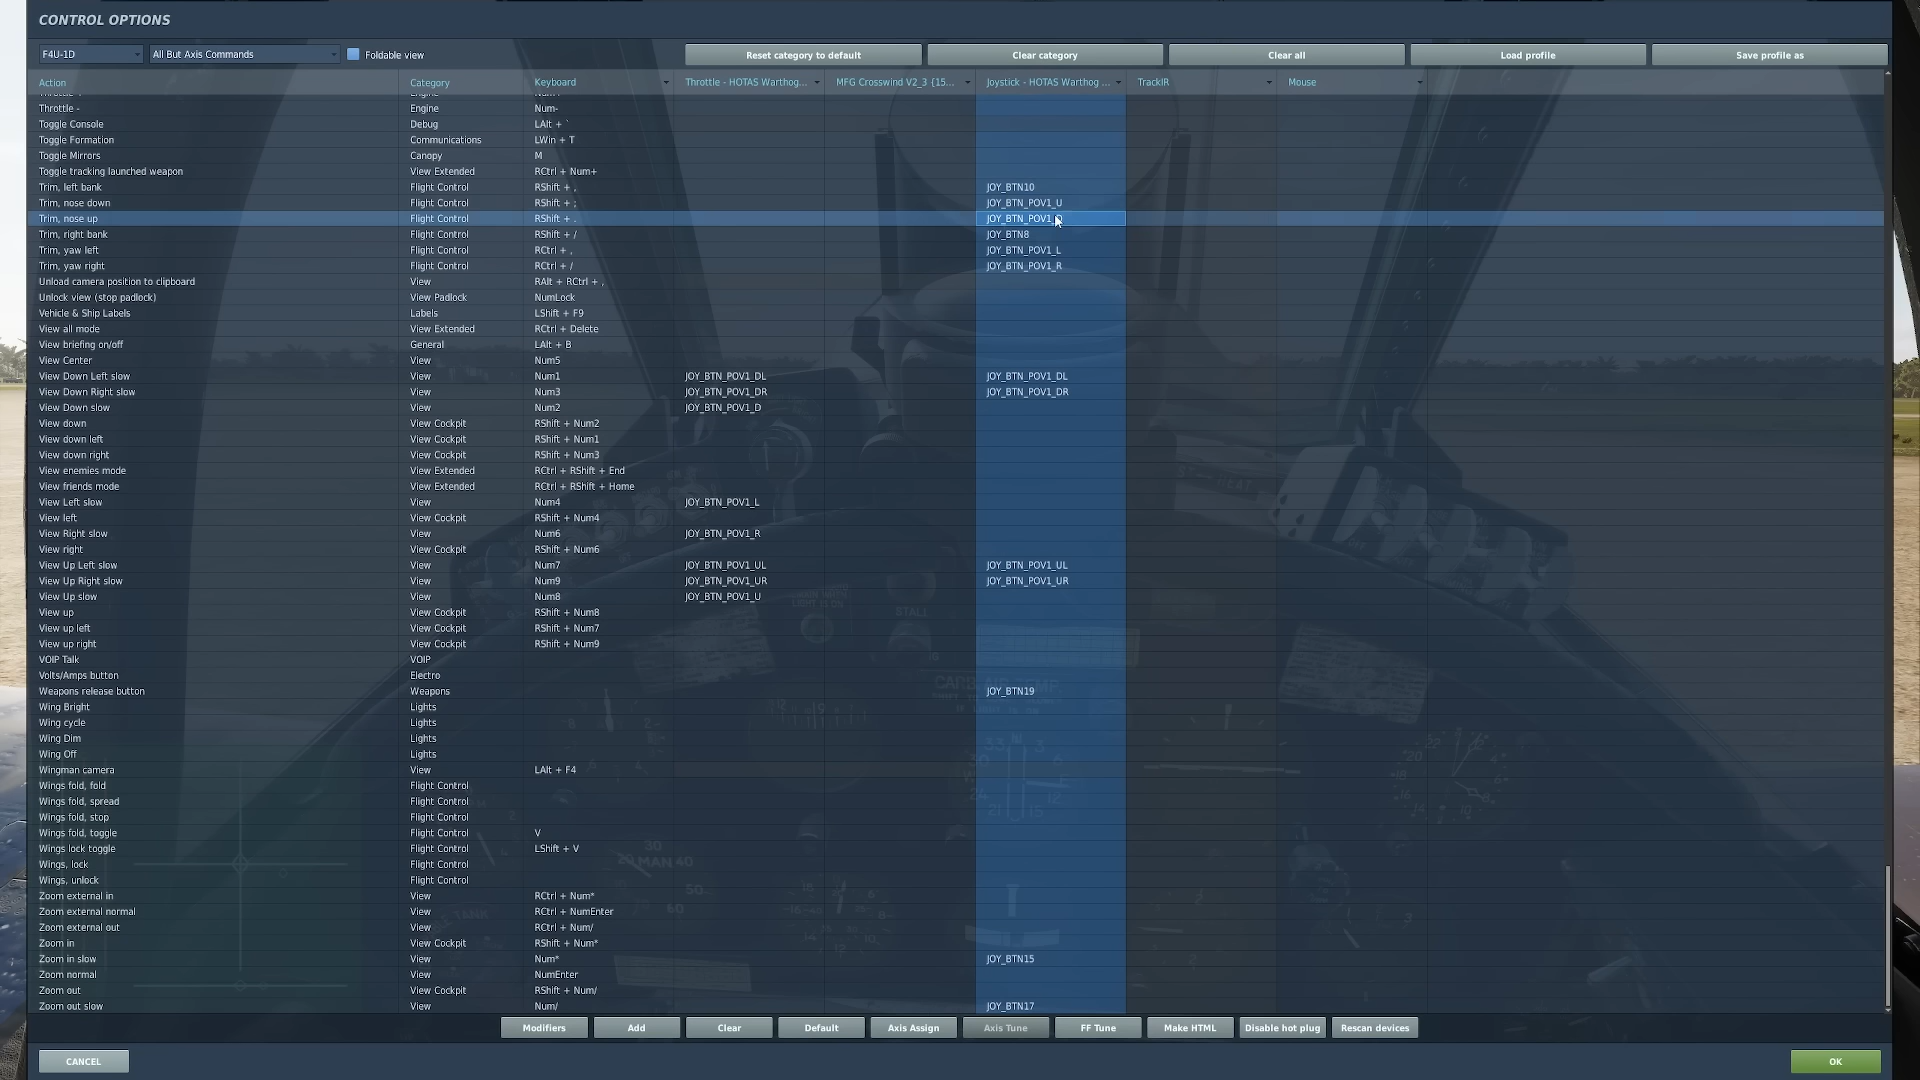 CONTROL OPTIONS
F4U-1D All But Axis Commands Foldable view Reset category to default Clear category Clear all Load profile Save profile as
Action Category Keyboard Throttle - HOTAS Warthog... MFG Crosswind V2_3 {15... Joystick - HOTAS Warthog ... TrackIR Mouse
Throttle - Engine Num-
Toggle Console Debug LAlt + `
Toggle Formation Communications LWin + T
Toggle Mirrors Canopy M
Toggle tracking launched weapon View Extended RCtrl + Num+
Trim, left bank Flight Control RShift + , JOY_BTN10
Trim, nose down Flight Control RShift + ; JOY_BTN_POV1_U
Trim, nose up Flight Control RShift + .
Trim, right bank Flight Control RShift + / JOY_BTN8
Trim, yaw left Flight Control RCtrl + , JOY_BTN_POV1_L
Trim, yaw right Flight Control RCtrl + / JOY_BTN_POV1_R
Unload camera position to clipboard View RAlt + RCtrl + ,
Unlock view (stop padlock) View Padlock NumLock
Vehicle & Ship Labels Labels LShift + F9
View all mode View Extended RCtrl + Delete
View briefing on/off General LAlt + B
View Center View Num5
View Down Left slow View Num1 JOY_BTN_POV1_DL JOY_BTN_POV1_DL
View Down Right slow View Num3 JOY_BTN_POV1_DR JOY_BTN_POV1_DR
View Down slow View Num2 JOY_BTN_POV1_D
View down View Cockpit RShift + Num2
View down left View Cockpit RShift + Num1
View down right View Cockpit RShift + Num3
View enemies mode View Extended RCtrl + RShift + End
View friends mode View Extended RCtrl + RShift + Home
View Left slow View Num4 JOY_BTN_POV1_L
View left View Cockpit RShift + Num4
View Right slow View Num6 JOY_BTN_POV1_R
View right View Cockpit RShift + Num6
View Up Left slow View Num7 JOY_BTN_POV1_UL JOY_BTN_POV1_UL
View Up Right slow View Num9 JOY_BTN_POV1_UR JOY_BTN_POV1_UR
View Up slow View Num8 JOY_BTN_POV1_U
View up View Cockpit RShift + Num8
View up left View Cockpit RShift + Num7
View up right View Cockpit RShift + Num9
VOIP Talk VOIP
Volts/Amps button Electro
Weapons release button Weapons JOY_BTN19
Wing Bright Lights
Wing cycle Lights
Wing Dim Lights
Wing Off Lights
Wingman camera View LAlt + F4
Wings fold, fold Flight Control
Wings fold, spread Flight Control
Wings fold, stop Flight Control
Wings fold, toggle Flight Control V
Wings lock toggle Flight Control LShift + V
Wings, lock Flight Control
Wings, unlock Flight Control
Zoom external in View RCtrl + Num*
Zoom external normal View RCtrl + NumEnter
Zoom external out View RCtrl + Num/
Zoom in View Cockpit RShift + Num*
Zoom in slow View Num* JOY_BTN15
Zoom normal View NumEnter
Zoom out View Cockpit RShift + Num/
Zoom out slow View Num/ JOY_BTN17
Modifiers Add Clear Default Axis Assign Axis Tune FF Tune Make HTML Disable hot plug Rescan devices
CANCEL OK